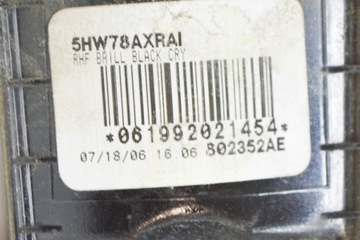 5HW78AXRAI
RHF BRILL BLACK CRY
*061992021454*
07/18/06 16:06 802352AE